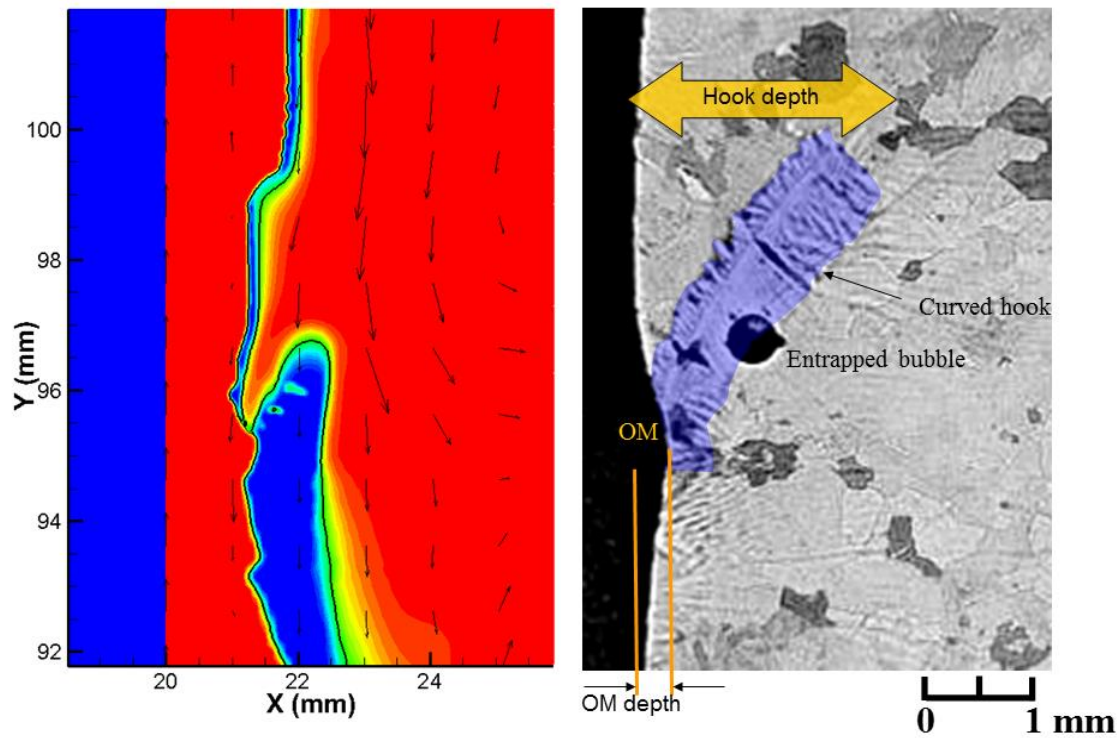 100
98
96
94
92
Y (mm)
20
22
24
X (mm)
Hook depth
Curved hook
Entrapped bubble
OM
OM depth
0 1 mm